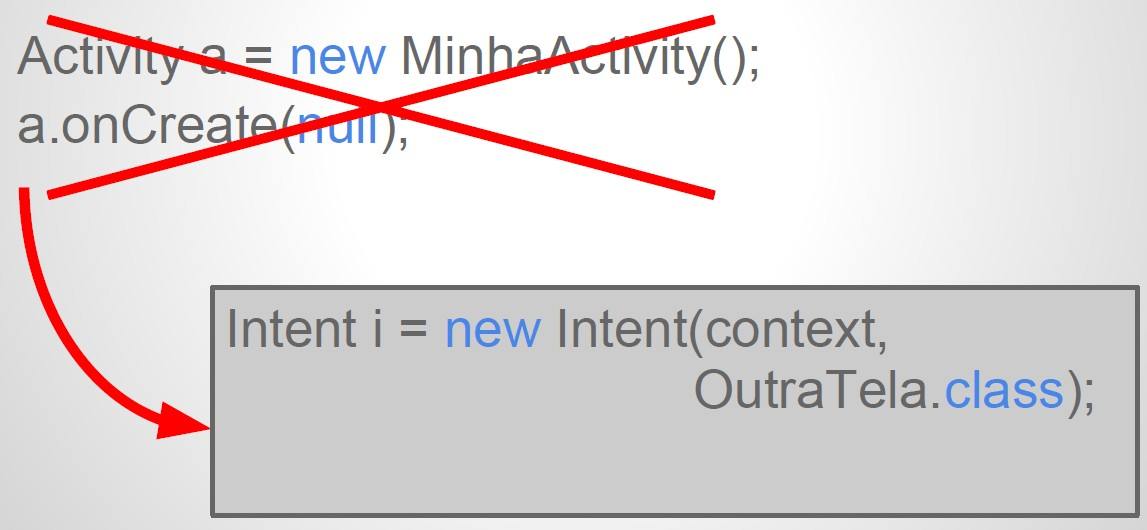 Activity a = new MinhaActivity();
a.onCreate(null);
Intent i = new Intent(context,
OutraTela.class);